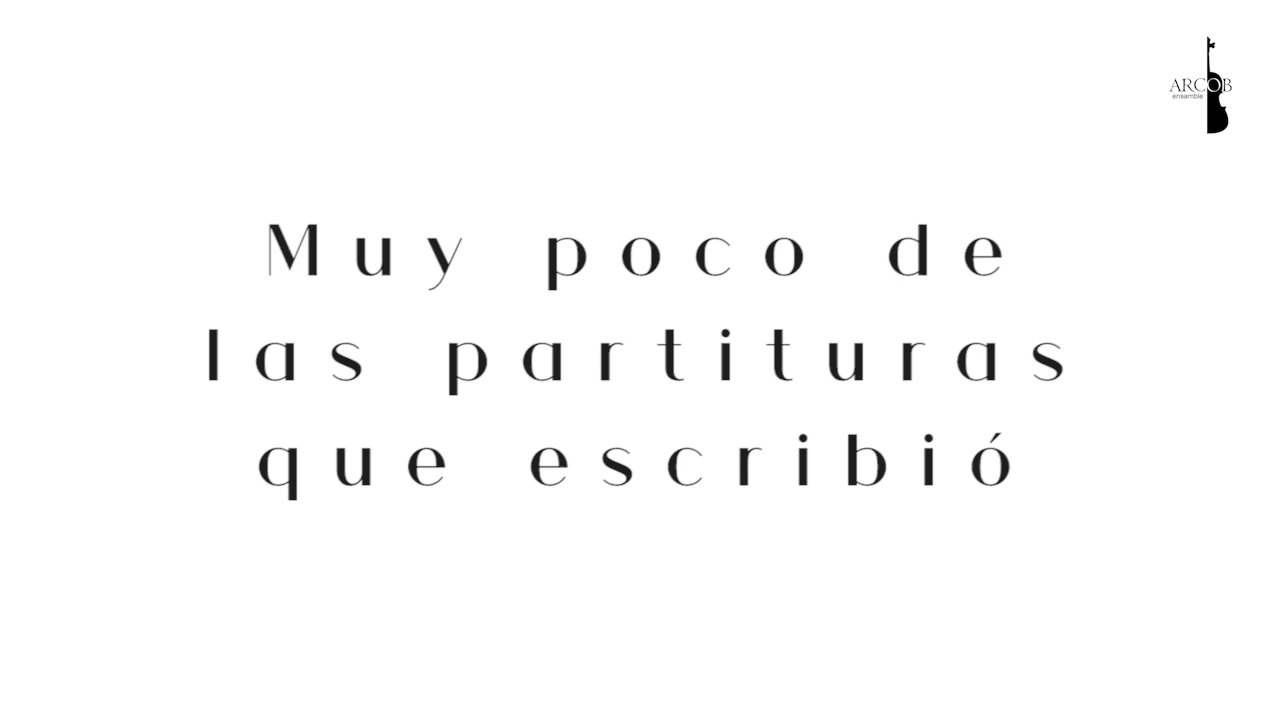 ARCOB
ensamble
Muy poco de
las partituras
que escribió